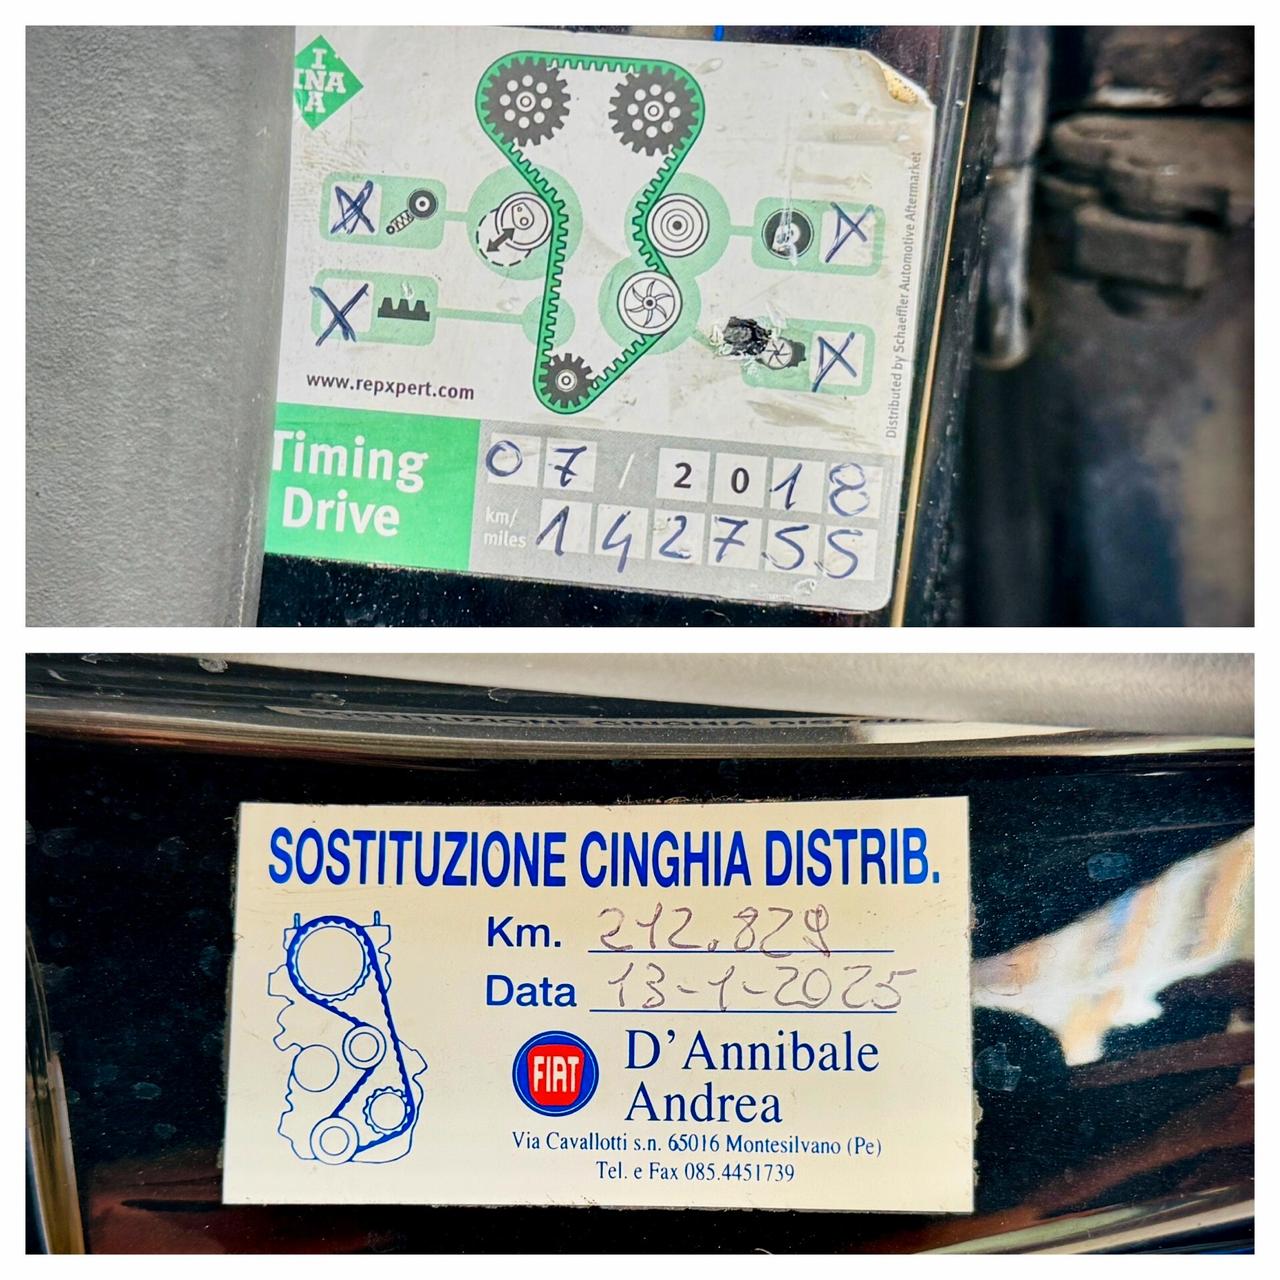 I
INA
A
www.repxpert.com
Distributed by Schaeffler Automotive Aftermarket
Timing
Drive
07 / 2018
km/
miles
142755
SOSTITUZIONE CINGHIA DISTRIB.
Km. 212.829
Data 13-1-2025
FIAT
D'Annibale
Andrea
Via Cavallotti s.n. 65016 Montesilvano (Pe)
Tel. e Fax 085.4451739